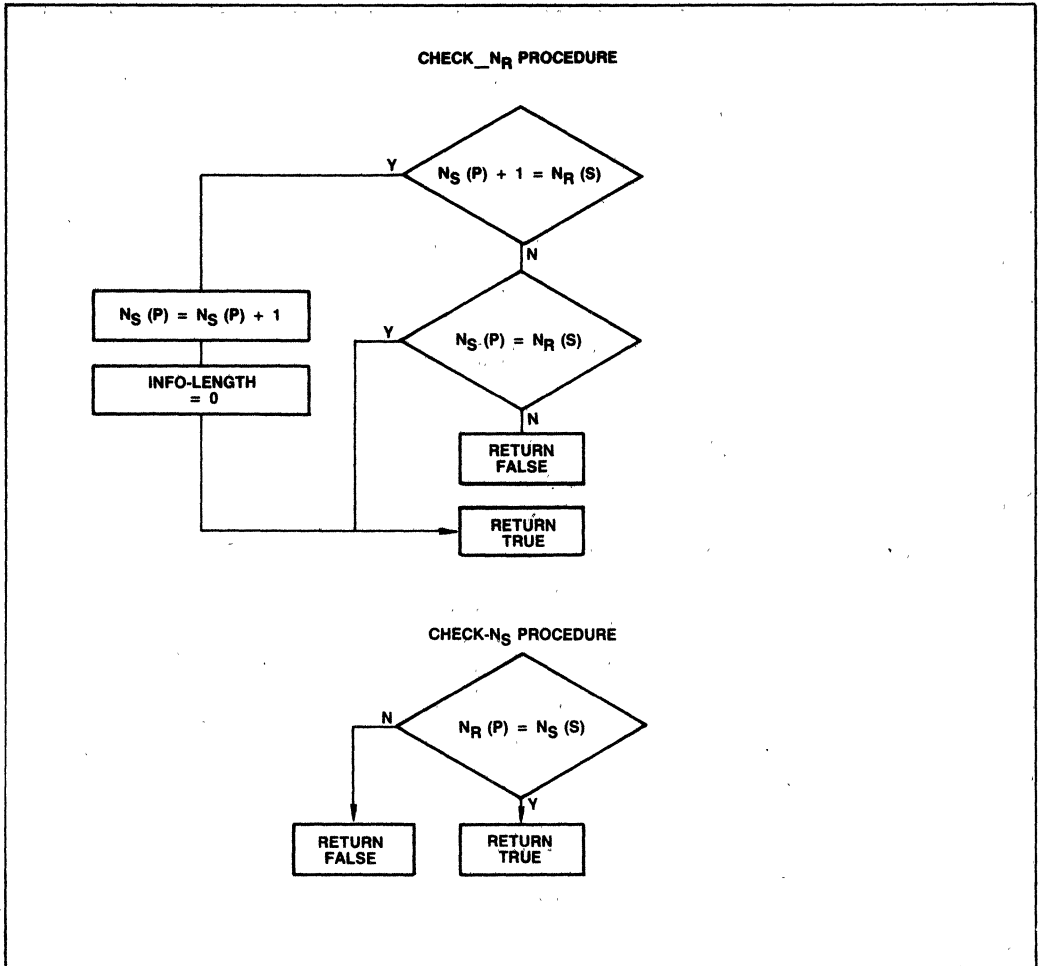 CHECK_NR PROCEDURE
Y
NS (P) + 1 = NR (S)
N
NS (P) = NS (P) + 1
Y
NS (P) = NR (S)
INFO-LENGTH
= 0
N
RETURN
FALSE
RETURN
TRUE
CHECK-NS PROCEDURE
N
NR (P) = NS (S)
Y
RETURN
FALSE
RETURN
TRUE